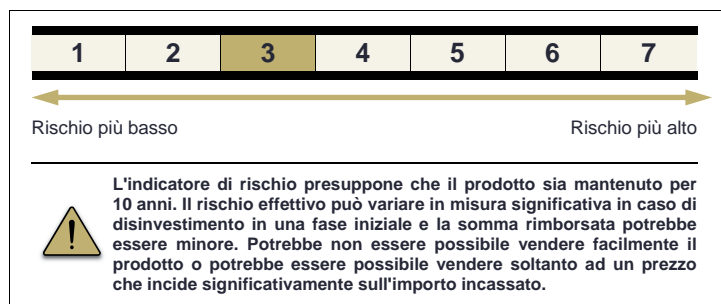 1 2 3 4 5 6 7
Rischio più basso Rischio più alto
L'indicatore di rischio presuppone che il prodotto sia mantenuto per
10 anni. Il rischio effettivo può variare in misura significativa in caso di
disinvestimento in una fase iniziale e la somma rimborsata potrebbe
essere minore. Potrebbe non essere possibile vendere facilmente il
prodotto o potrebbe essere possibile vendere soltanto ad un prezzo
che incide significativamente sull'importo incassato.